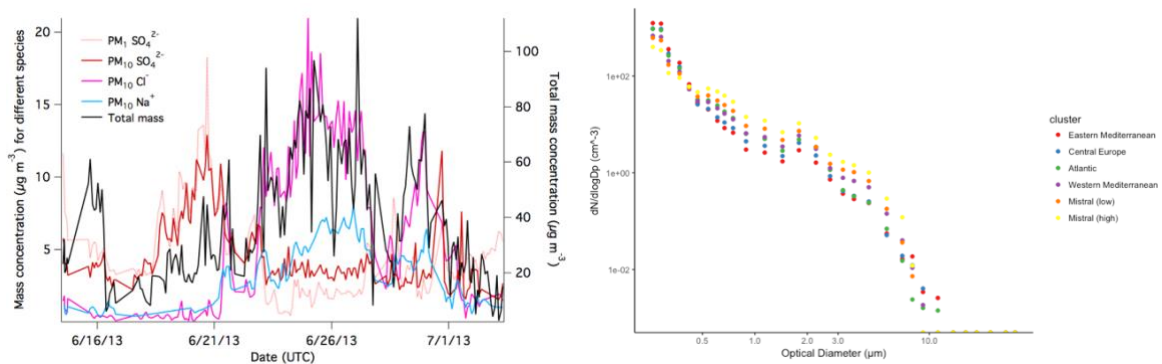 Mass concentration (µg m⁻³) for different species
20
15
10
5
PM₁ SO₄²⁻
PM₁₀ SO₄²⁻
PM₁₀ Cl⁻
PM₁₀ Na⁺
Total mass
100
80
60
40
20
Total mass concentration (µg m⁻³)
6/16/13 6/21/13 6/26/13 7/1/13
Date (UTC)
dN/dlogDp (cm^-3)
1e+02
1e+00
1e-02
0.5 1.0 2.0 3.0 10.0
Optical Diameter (µm)
cluster
Eastern Mediterranean
Central Europe
Atlantic
Western Mediterranean
Mistral (low)
Mistral (high)